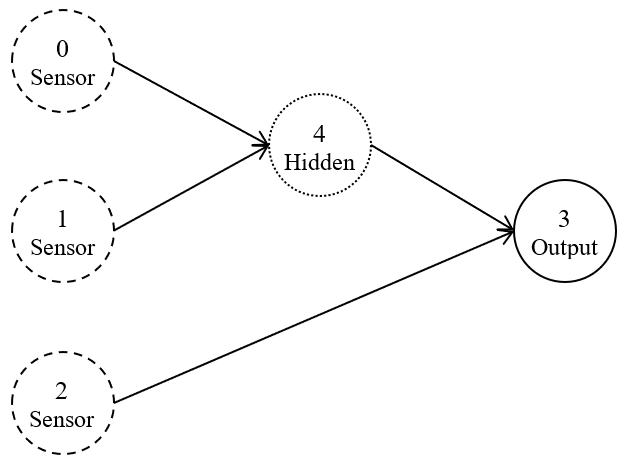 0
Sensor
4
Hidden
1
Sensor
3
Output
2
Sensor